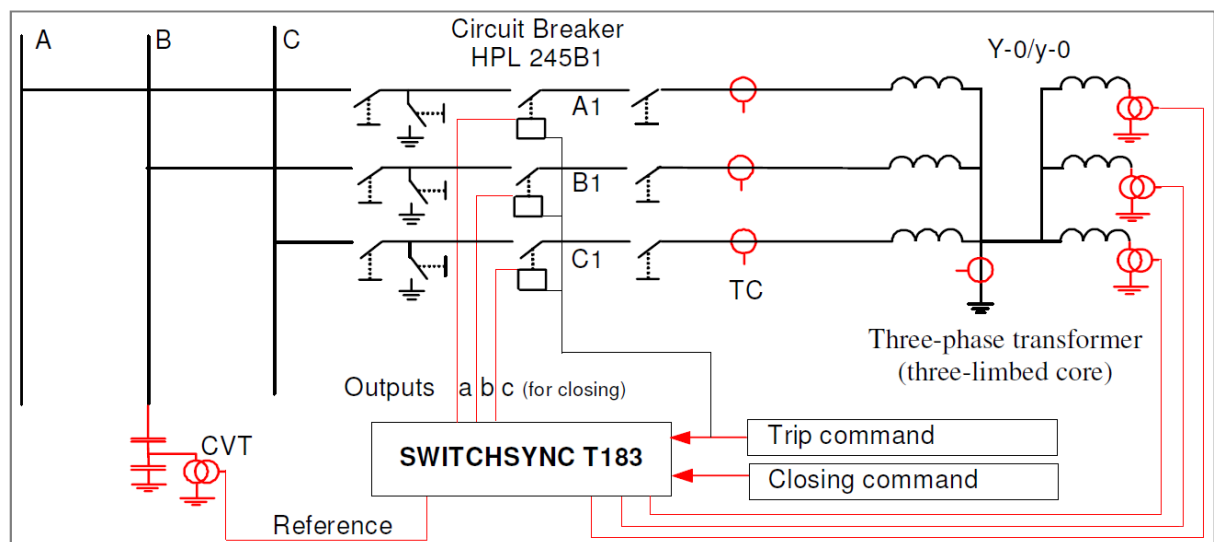 A
B
C
Circuit Breaker
HPL 245B1
Y-0/y-0
A1
B1
C1
TC
Three-phase transformer
(three-limbed core)
Outputs a b c (for closing)
Trip command
CVT
SWITCHSYNC T183
Closing command
Reference